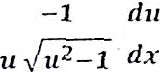 -1 du
u √u²-1 dx